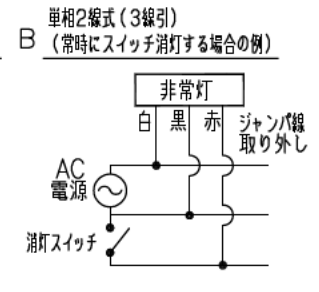 B 単相2線式(3線引)
(常時にスイッチ消灯する場合の例)
非常灯
白 黒 赤
ジャンパ線
取り外し
AC
電源
消灯スイッチ